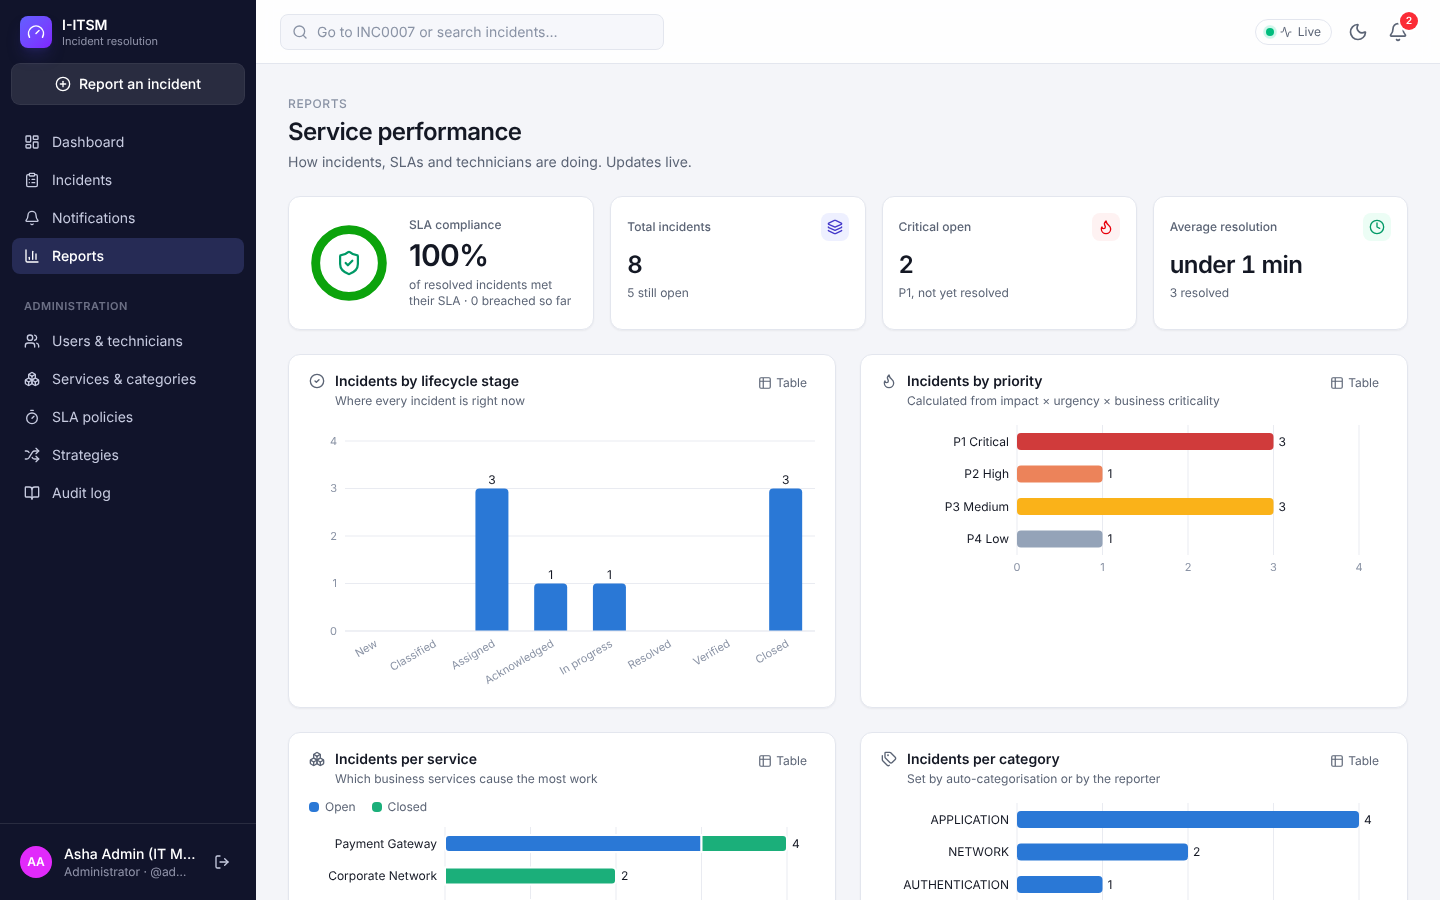 I-ITSM
Incident resolution
Report an incident
Dashboard
Incidents
Notifications
Reports
ADMINISTRATION
Users & technicians
Services & categories
SLA policies
Strategies
Audit log
AA
Asha Admin (IT M...
Administrator · @ad...
Go to INC0007 or search incidents...
Live
2
REPORTS
Service performance
How incidents, SLAs and technicians are doing. Updates live.
SLA compliance
100%
of resolved incidents met
their SLA · 0 breached so far
Total incidents
8
5 still open
Critical open
2
P1, not yet resolved
Average resolution
under 1 min
3 resolved
Incidents by lifecycle stage
Table
Where every incident is right now
4
3
2
1
0
3
1
1
3
New
Classified
Assigned
Acknowledged
In progress
Resolved
Verified
Closed
Incidents by priority
Table
Calculated from impact × urgency × business criticality
P1 Critical 3
P2 High 1
P3 Medium 3
P4 Low 1
0 1 2 3 4
Incidents per service
Table
Which business services cause the most work
Open Closed
Payment Gateway 4
Corporate Network 2
Incidents per category
Table
Set by auto-categorisation or by the reporter
APPLICATION 4
NETWORK 2
AUTHENTICATION 1